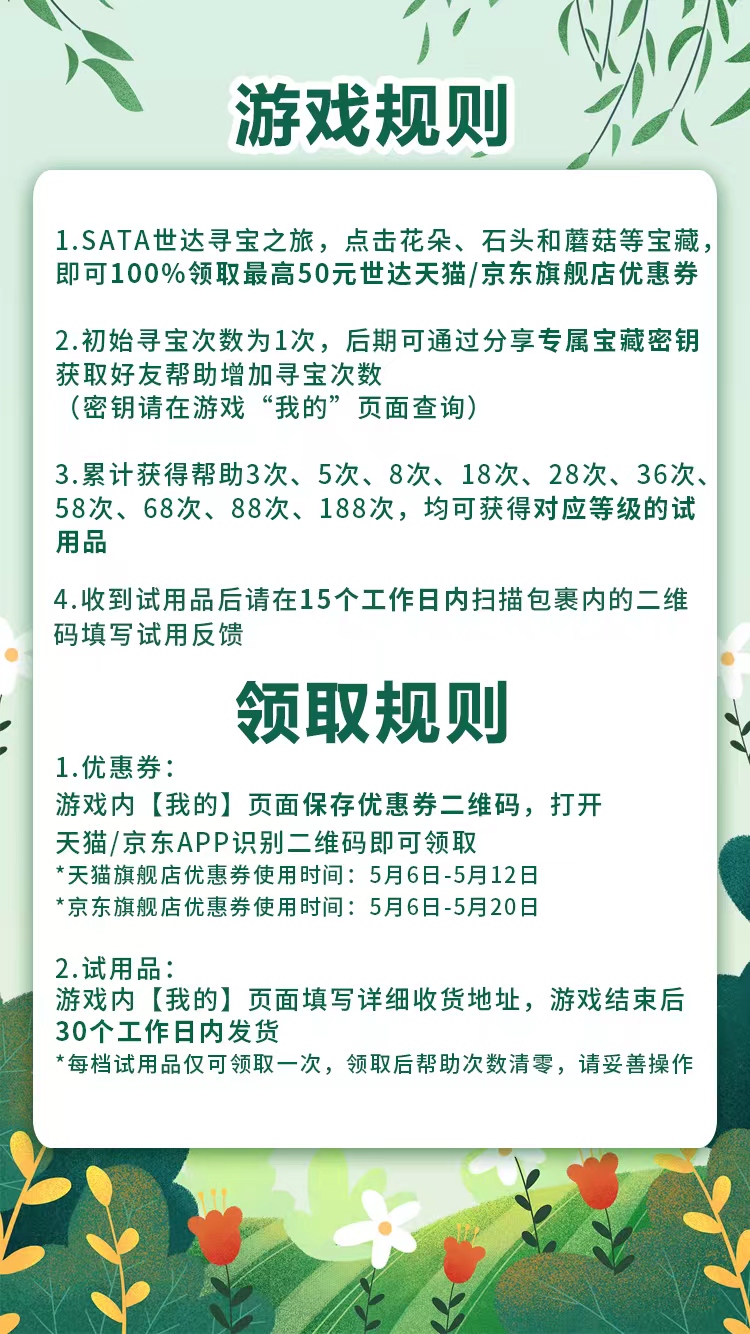 游戏规则
1.SATA世达寻宝之旅，点击花朵、石头和蘑菇等宝藏，
即可100%领取最高50元世达天猫/京东旗舰店优惠券
2.初始寻宝次数为1次，后期可通过分享专属宝藏密钥
获取好友帮助增加寻宝次数
（密钥请在游戏“我的”页面查询）
3.累计获得帮助3次、5次、8次、18次、28次、36次、
58次、68次、88次、188次，均可获得对应等级的试
用品
4.收到试用品后请在15个工作日内扫描包裹内的二维
码填写试用反馈
领取规则
1.优惠券：
游戏内【我的】页面保存优惠券二维码，打开
天猫/京东APP识别二维码即可领取
*天猫旗舰店优惠券使用时间：5月6日-5月12日
*京东旗舰店优惠券使用时间：5月6日-5月20日
2.试用品：
游戏内【我的】页面填写详细收货地址，游戏结束后
30个工作日内发货
*每档试用品仅可领取一次，领取后帮助次数清零，请妥善操作